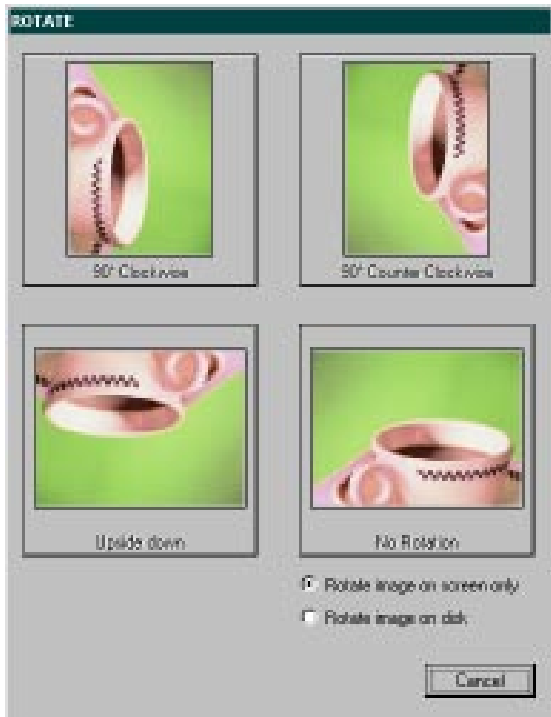 ROTATE
90° Clockwise
90° Counter Clockwise
Upside down
No Rotation
Rotate image on screen only
Rotate image on disk
Cancel